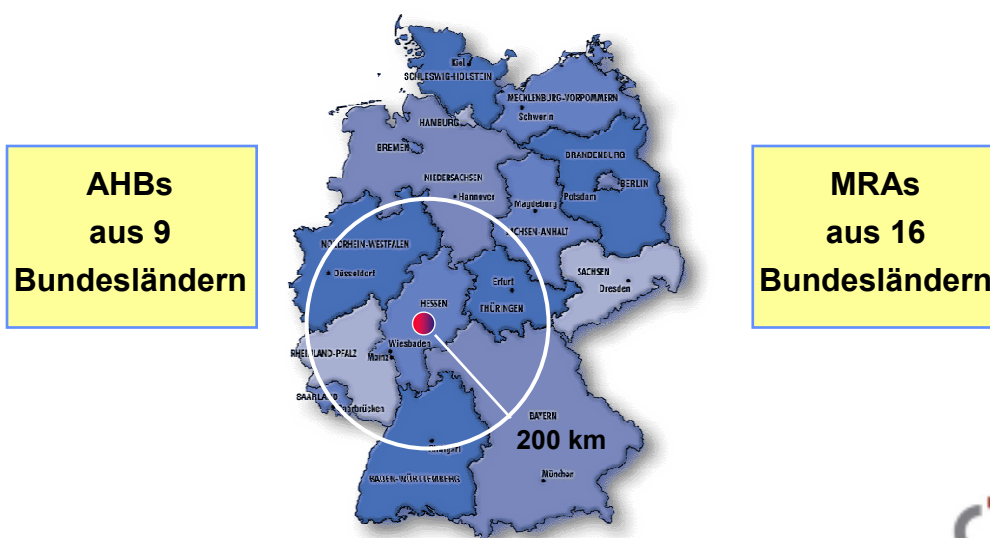 Kiel
SCHLESWIG-HOLSTEIN
MECKLENBURG-VORPOMMERN
Schwerin
HAMBURG
BREMEN
BRANDENBURG
NIEDERSACHSEN
BERLIN
Hannover
Magdeburg
Potsdam
SACHSEN-ANHALT
NORDRHEIN-WESTFALEN
Düsseldorf
Erfurt
THÜRINGEN
SACHSEN
Dresden
HESSEN
Wiesbaden
RHEINLAND-PFALZ
Mainz
SAARLAND
Saarbrücken
BAYERN
200 km
Stuttgart
BADEN-WÜRTTEMBERG
München
AHBs
aus 9
Bundesländern
MRAs
aus 16
Bundesländern